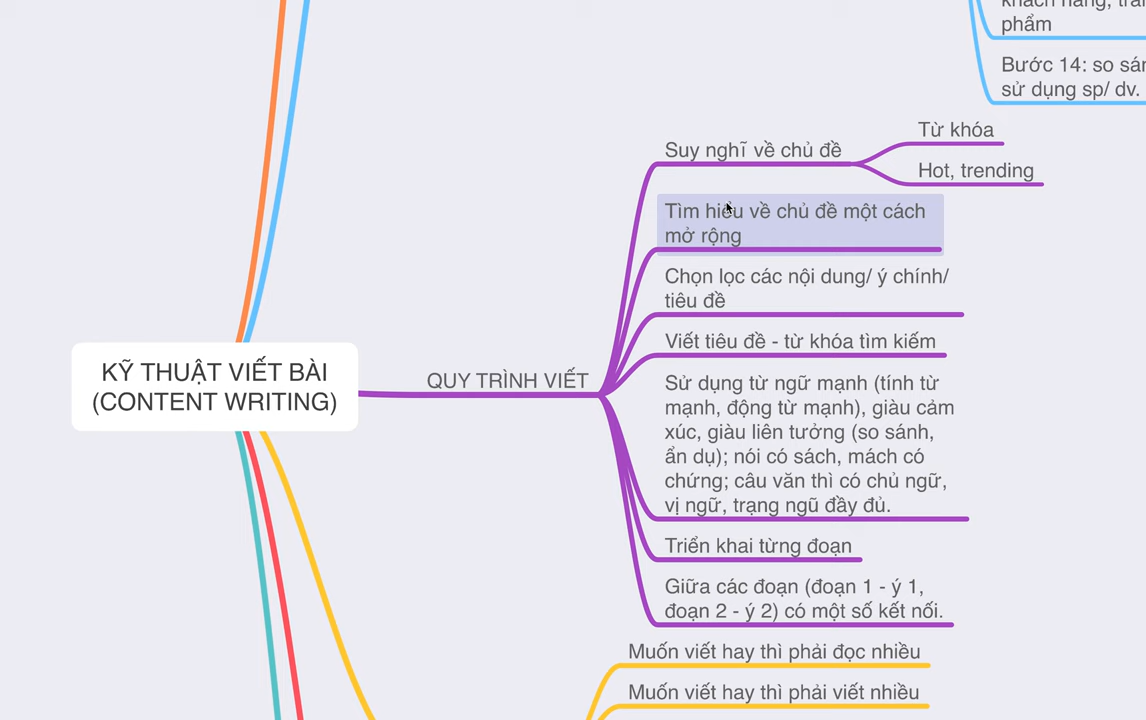 phẩm
Bước 14: so
sử dụng sp/ dv.
Từ khóa
Suy nghĩ về chủ đề
Hot, trending
Tìm hiểu về chủ đề một cách
mở rộng
Chọn lọc các nội dung/ ý chính/
tiêu đề
Viết tiêu đề - từ khóa tìm kiếm
KỸ THUẬT VIẾT BÀI
(CONTENT WRITING)
QUY TRÌNH VIẾT
Sử dụng từ ngữ mạnh (tính từ
mạnh, động từ mạnh), giàu cảm
xúc, giàu liên tưởng (so sánh,
ẩn dụ); nói có sách, mách có
chứng; câu văn thì có chủ ngữ,
vị ngữ, trạng ngũ đầy đủ.
Triển khai từng đoạn
Giữa các đoạn (đoạn 1 - ý 1,
đoạn 2 - ý 2) có một số kết nối.
Muốn viết hay thì phải đọc nhiều
Muốn viết hay thì phải viết nhiều